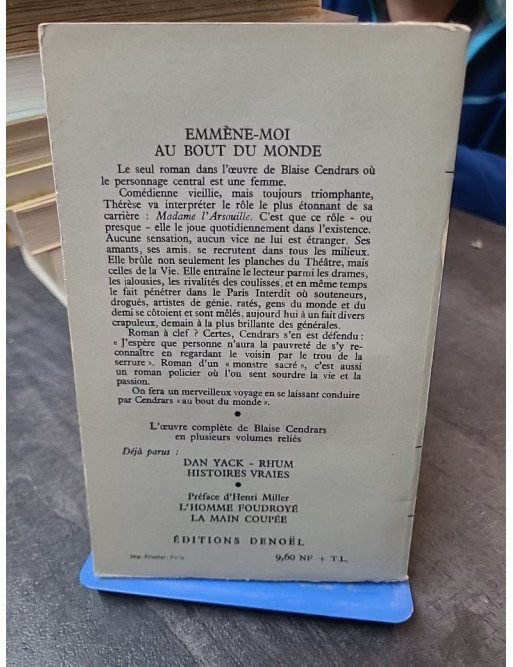 EMMÈNE-MOI
AU BOUT DU MONDE
Le seul roman dans l'œuvre de Blaise Cendrars où
le personnage central est une femme.
Comédienne vieillie, mais toujours triomphante,
Thérèse va interpréter le rôle le plus étonnant de sa
carrière : Madame l'Arsouille. C'est que ce rôle - ou
presque - elle le joue quotidiennement dans l'existence.
Aucune sensation, aucun vice ne lui est étranger. Ses
amants, ses amis, se recrutent dans tous les milieux.
Elle brûle non seulement les planches du Théâtre, mais
celles de la Vie. Elle entraîne le lecteur parmi les drames,
les jalousies, les rivalités des coulisses, et en même temps
le fait pénétrer dans le Paris Interdit où souteneurs,
drogués, artistes de génie, ratés, gens du monde et du
demi se côtoient et sont mêlés, aujourd'hui à un fait divers
crapuleux, demain à la plus brillante des générales.
Roman à clef ? Certes, Cendrars s'en est défendu :
« J'espère que personne n'aura la pauvreté de s'y re-
connaître en regardant le voisin par le trou de la
serrure ». Roman d'un « monstre sacré », c'est aussi
un roman policier où l'on sent sourdre la vie et la
passion.
On fera un merveilleux voyage en se laissant conduire
par Cendrars « au bout du monde ».
•
L'œuvre complète de Blaise Cendrars
en plusieurs volumes reliés
Déjà parus :
DAN YACK - RHUM
HISTOIRES VRAIES
•
Préface d'Henri Miller
L'HOMME FOUDROYÉ
LA MAIN COUPÉE
ÉDITIONS DENOËL
9,60 NF + T.L.